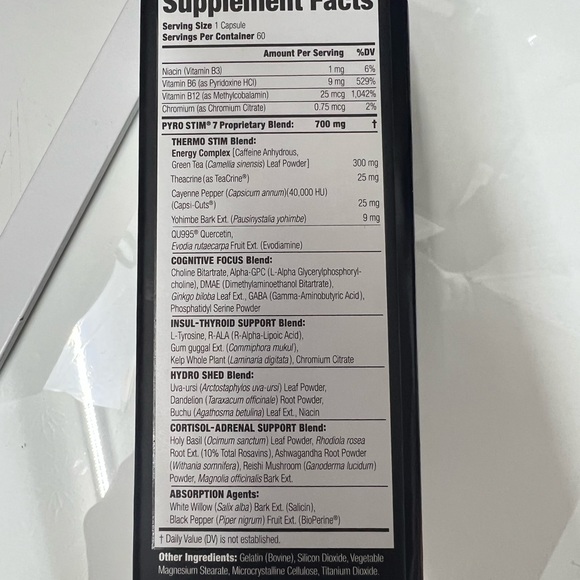 Supplement Facts
Serving Size 1 Capsule
Servings Per Container 60
Amount Per Serving %DV
Niacin (Vitamin B3) 1 mg 6%
Vitamin B6 (as Pyridoxine HCl) 9 mg 529%
Vitamin B12 (as Methylcobalamin) 25 mcg 1,042%
Chromium (as Chromium Citrate) 0.75 mcg 2%
PYRO STIM® 7 Proprietary Blend: 700 mg †
THERMO STIM Blend:
Energy Complex [Caffeine Anhydrous,
Green Tea (Camellia sinensis) Leaf Powder] 300 mg
Theacrine (as TeaCrine®) 25 mg
Cayenne Pepper (Capsicum annum)(40,000 HU)
(Capsi-Cuts®) 25 mg
Yohimbe Bark Ext. (Pausinystalia yohimbe) 9 mg
QU995® Quercetin,
Evodia rutaecarpa Fruit Ext. (Evodiamine)
COGNITIVE FOCUS Blend:
Choline Bitartrate, Alpha-GPC (L-Alpha Glycerylphosphoryl-
choline), DMAE (Dimethylaminoethanol Bitartrate),
Ginkgo biloba Leaf Ext., GABA (Gamma-Aminobutyric Acid),
Phosphatidyl Serine Powder
INSUL-THYROID SUPPORT Blend:
L-Tyrosine, R-ALA (R-Alpha-Lipoic Acid),
Gum guggal Ext. (Commiphora mukul),
Kelp Whole Plant (Laminaria digitata), Chromium Citrate
HYDRO SHED Blend:
Uva-ursi (Arctostaphylos uva-ursi) Leaf Powder,
Dandelion (Taraxacum officinale) Root Powder,
Buchu (Agathosma betulina) Leaf Ext., Niacin
CORTISOL-ADRENAL SUPPORT Blend:
Holy Basil (Ocimum sanctum) Leaf Powder, Rhodiola rosea
Root Ext. (10% Total Rosavins), Ashwagandha Root Powder
(Withania somnifera), Reishi Mushroom (Ganoderma lucidum)
Powder, Magnolia officinalis Bark Ext.
ABSORPTION Agents:
White Willow (Salix alba) Bark Ext. (Salicin),
Black Pepper (Piper nigrum) Fruit Ext. (BioPerine®)
† Daily Value (DV) is not established.
Other Ingredients: Gelatin (Bovine), Silicon Dioxide, Vegetable
Magnesium Stearate, Microcrystalline Cellulose, Titanium Dioxide.